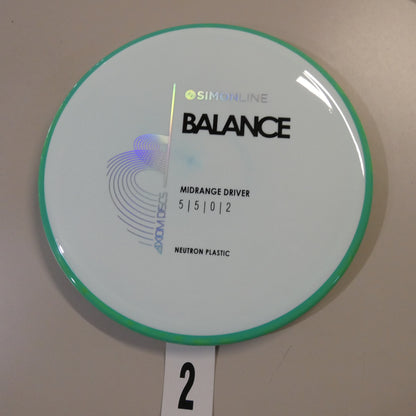 SIMONLINE
BALANCE
MIDRANGE DRIVER
5 | 5 | 0 | 2
NEUTRON PLASTIC
AXIOM DISCS
2